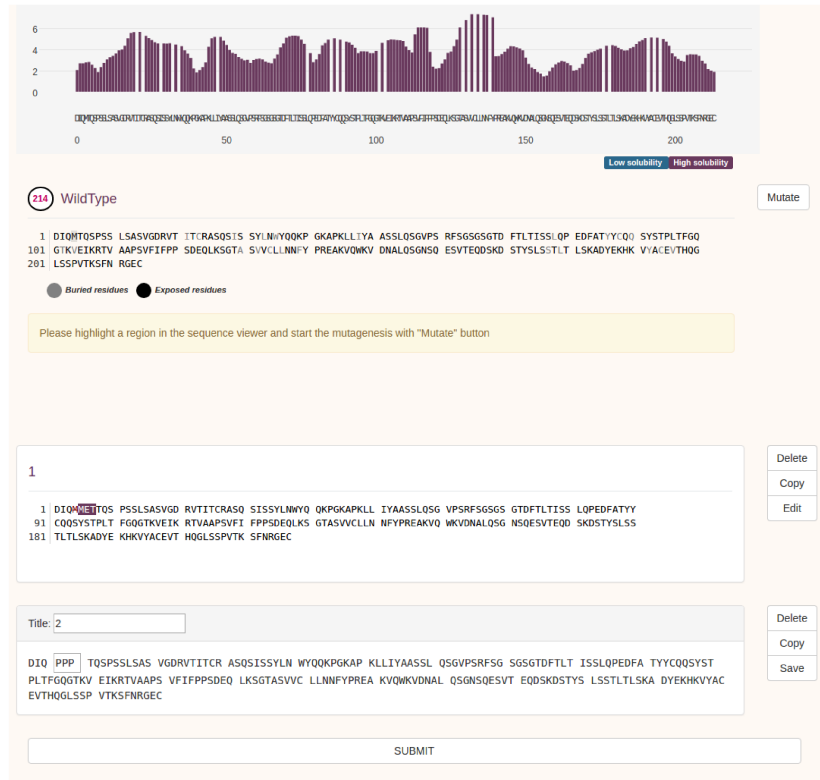 6
4
2
0
0 50 100 150 200
Low solubility High solubility
214 WildType
Mutate
1 DIQMTQSPSS LSASVGDRVT ITCRASQSIS SYLNWYQQKP GKAPKLLIYA ASSLQSGVPS RFSGSGSGTD FTLTISSLQP EDFATYYCQQ SYSTPLTFGQ
101 GTKVEIKRTV AAPSVFIFPP SDEQLKSGTA SVVCLLNNFY PREAKVQWKV DNALQSGNSQ ESVTEQDSKD STYSLSSTLT LSKADYEKHK VYACEVTHQG
201 LSSPVTKSFN RGEC
Buried residues Exposed residues
Please highlight a region in the sequence viewer and start the mutagenesis with "Mutate" button
Delete
1
Copy
Edit
1 DIQMMETTQS PSSLSASVGD RVTITCRASQ SISSYLNWYQ QKPGKAPKLL IYAASSLQSG VPSRFSGSGS GTDFTLTISS LQPEDFATYY
91 CQQSYSTPLT FGQGTKVEIK RTVAAPSVFI FPPSDEQLKS GTASVVCLLN NFYPREAKVQ WKVDNALQSG NSQESVTEQD SKDSTYSLSS
181 TLTLSKADYE KHKVYACEVT HQGLSSPVTK SFNRGEC
Title: 2
Delete
Copy
Save
DIQ PPP TQSPSSLSAS VGDRVTITCR ASQSISSYLN WYQQKPGKAP KLLIYAASSL QSGVPSRFSG SGSGTDFTLT ISSLQPEDFA TYYCQQSYST
PLTFGQGTKV EIKRTVAAPS VFIFPPSDEQ LKSGTASVVC LLNNFYPREA KVQWKVDNAL QSGNSQESVT EQDSKDSTYS LSSTLTLSKA DYEKHKVYAC
EVTHQGLSSP VTKSFNRGEC
SUBMIT